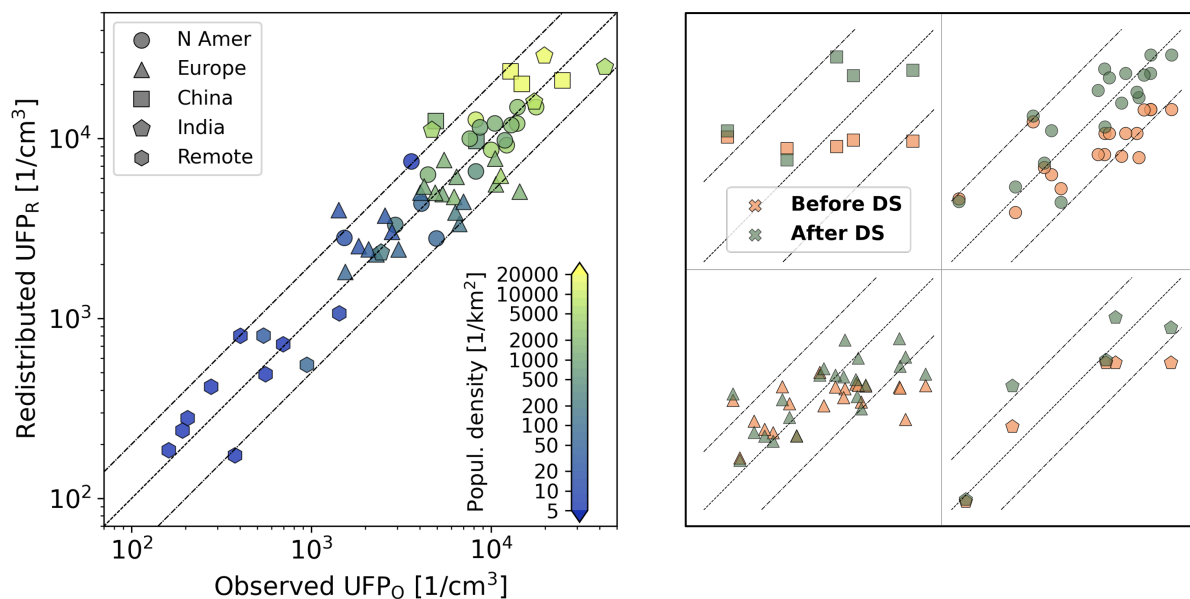 N Amer
Europe
China
India
Remote
Redistributed UFP_R [1/cm³]
10⁴
10³
10²
10²
10³
10⁴
Observed UFP_O [1/cm³]
Popul. density [1/km²]
20000
10000
5000
2000
1000
500
200
100
50
20
10
5
Before DS
After DS